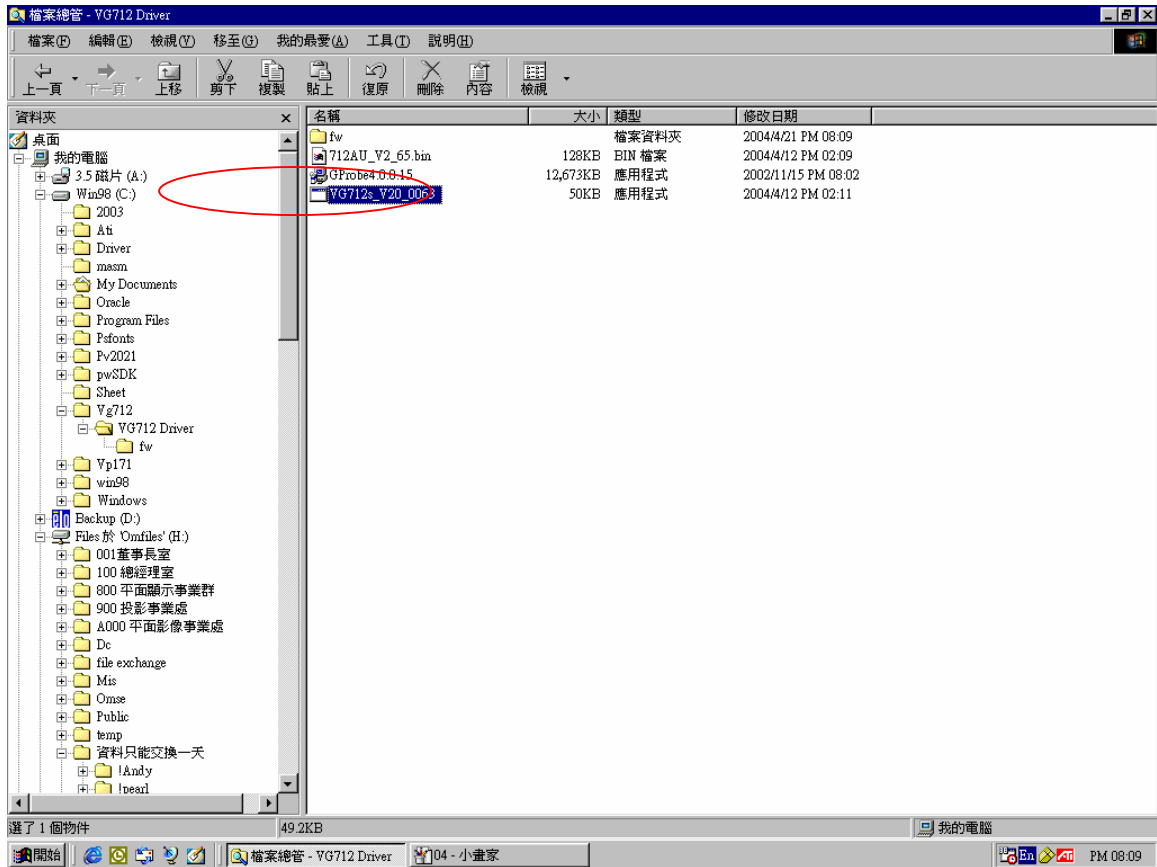 檔案總管 - VG712 Driver
檔案(F) 編輯(E) 檢視(V) 移至(G) 我的最愛(A) 工具(T) 說明(H)
上一頁 下一頁 上移 剪下 複製 貼上 復原 刪除 內容 檢視
資料夾
名稱 大小 類型 修改日期
fw 檔案資料夾 2004/4/21 PM 08:09
712AU_V2_65.bin 128KB BIN 檔案 2004/4/12 PM 02:09
GProbe4.0.0.15 12,673KB 應用程式 2002/11/15 PM 08:02
VG712s_V20_0063 50KB 應用程式 2004/4/12 PM 02:11
桌面
我的電腦
3.5 磁片 (A:)
Win98 (C:)
2003
Ati
Driver
masm
My Documents
Oracle
Program Files
Psfonts
Pv2021
pwSDK
Sheet
Vg712
VG712 Driver
fw
Vp171
win98
Windows
Backup (D:)
Files 於 'Omfiles' (H:)
001董事長室
100 總經理室
800 平面顯示事業群
900 投影事業處
A000 平面影像事業處
Dc
file exchange
Mis
Omse
Public
temp
資料只能交換一天
!Andy
!pearl
選了 1 個物件 49.2KB 我的電腦
開始 檔案總管 - VG712 Driver 04 - 小畫家 En ATI PM 08:09